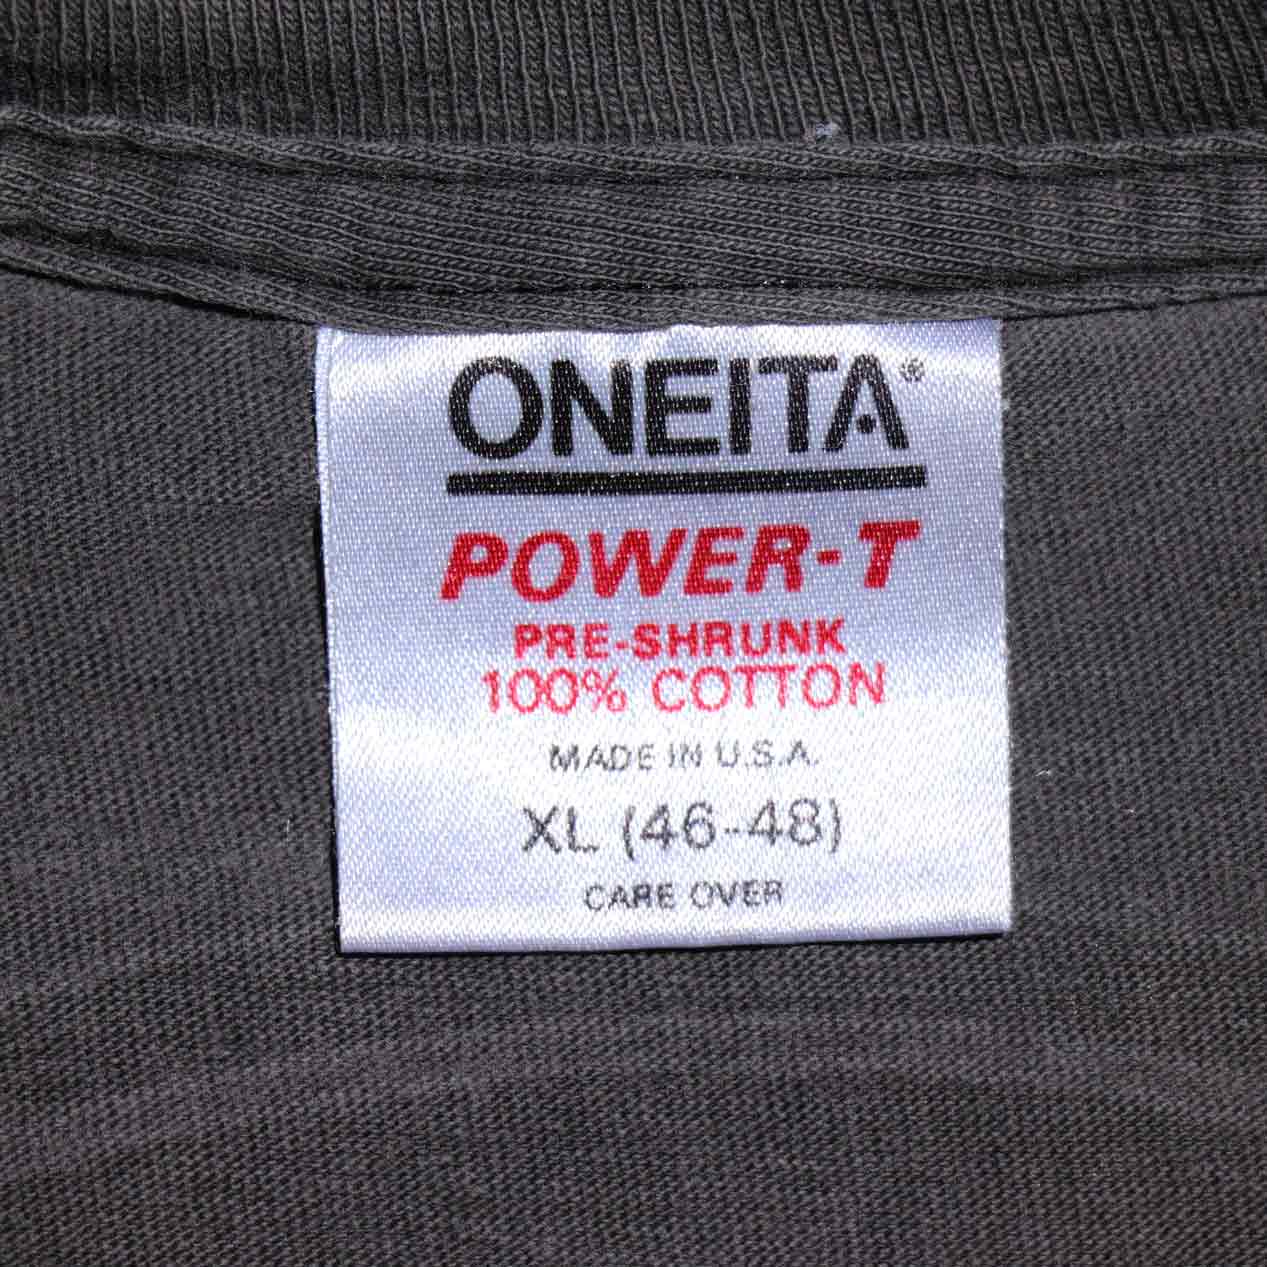 ONEITA®
POWER-T
PRE-SHRUNK
100% COTTON
MADE IN U.S.A.
XL (46-48)
CARE OVER